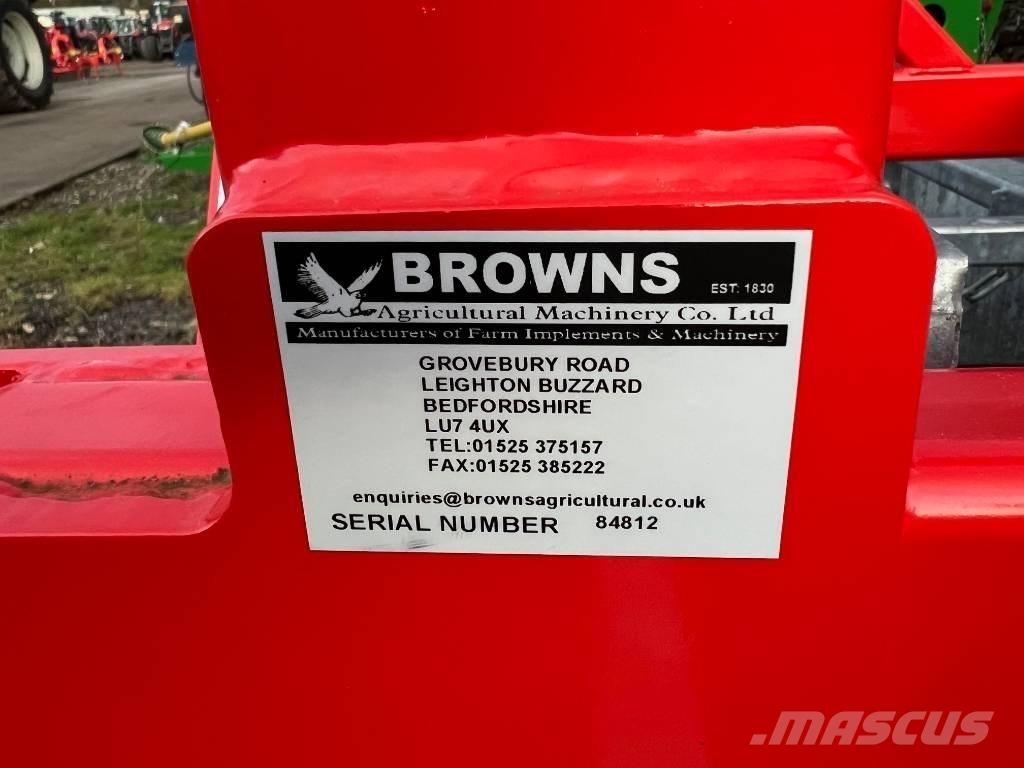 BROWNS
EST: 1830
Agricultural Machinery Co. Ltd
Manufacturers of Farm Implements & Machinery
GROVEBURY ROAD
LEIGHTON BUZZARD
BEDFORDSHIRE
LU7 4UX
TEL:01525 375157
FAX:01525 385222
enquiries@brownsagricultural.co.uk
SERIAL NUMBER 84812
.MASCUS